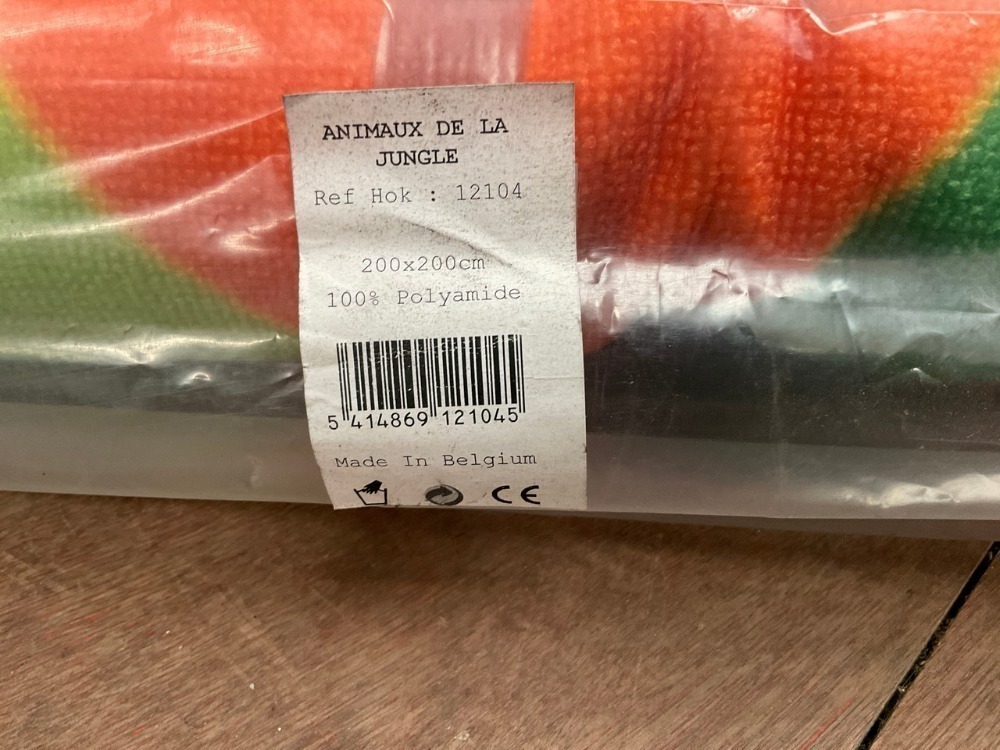 ANIMAUX DE LA
JUNGLE
Ref Hok : 12104
200x200cm
100% Polyamide
5 414869 121045
Made In Belgium
CE